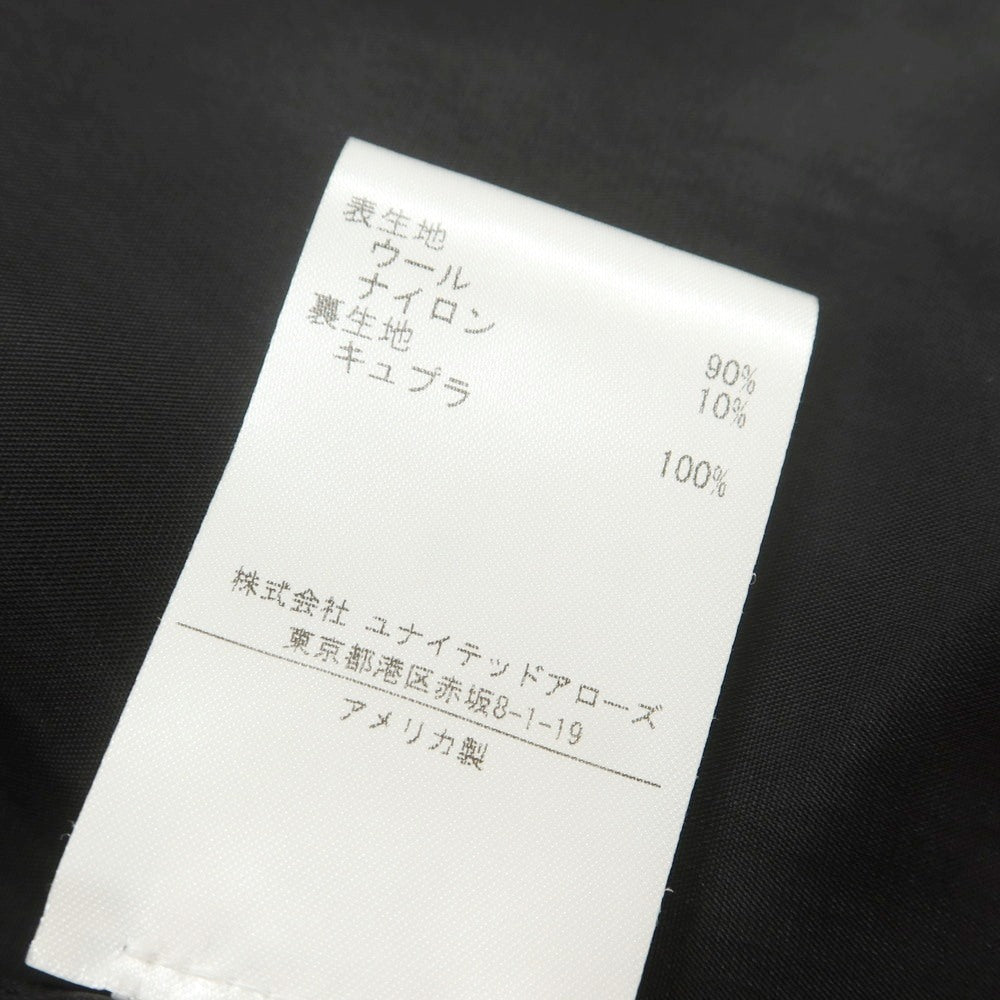 表生地
ウール 90%
ナイロン 10%
裏生地
キュプラ 100%
株式会社 ユナイテッドアローズ
東京都港区赤坂8-1-19
アメリカ製